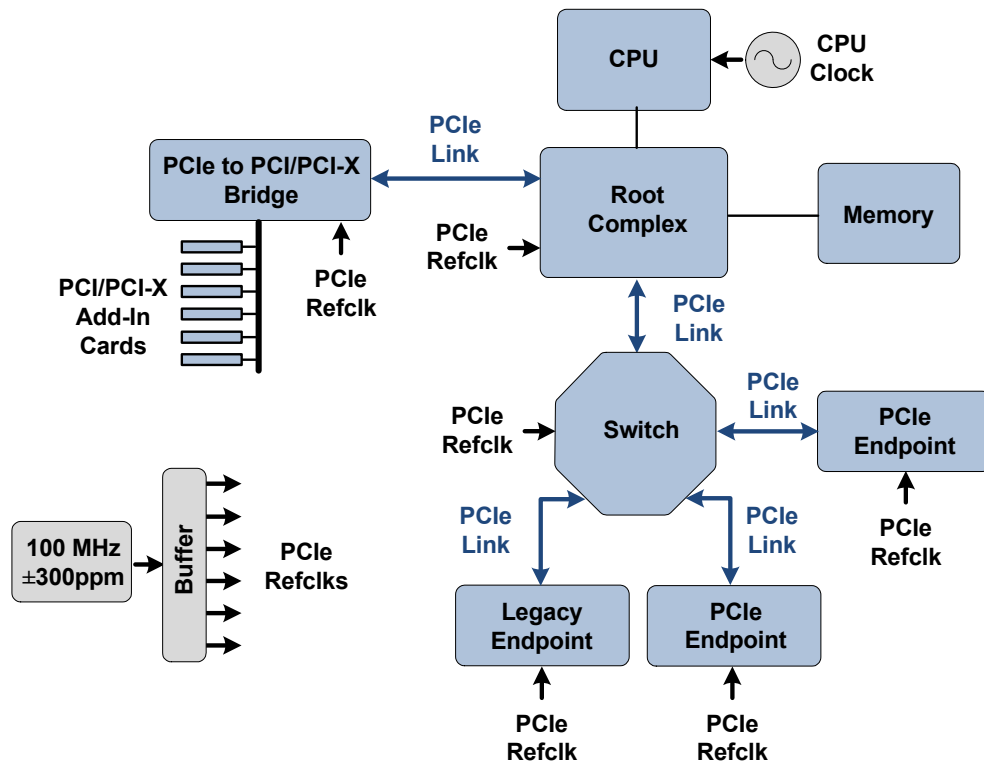 CPU
CPU
Clock
PCIe
Link
PCIe to PCI/PCI-X
Bridge
Root
Complex
Memory
PCIe
Refclk
PCIe
Refclk
PCI/PCI-X
Add-In
Cards
PCIe
Link
PCIe
Link
PCIe
Refclk
Switch
PCIe
Endpoint
100 MHz
±300ppm
Buffer
PCIe
Refclks
PCIe
Link
PCIe
Link
PCIe
Refclk
Legacy
Endpoint
PCIe
Endpoint
PCIe
Refclk
PCIe
Refclk